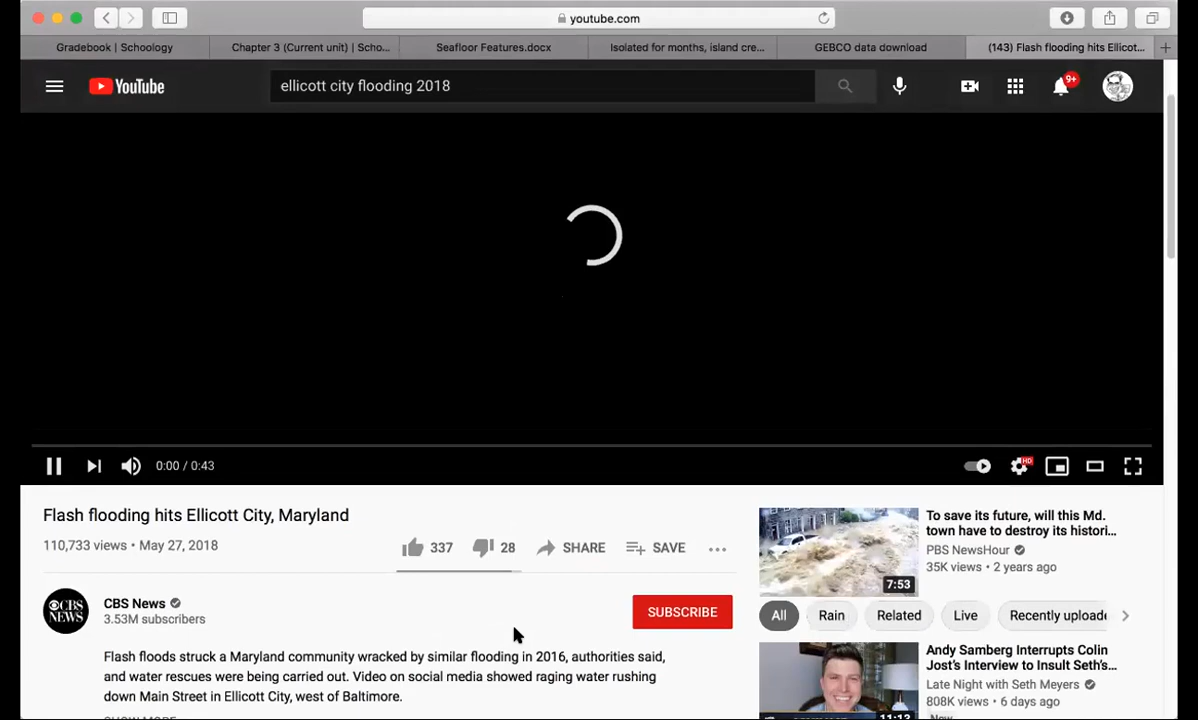 youtube.com
Gradebook | Schoology
Chapter 3 (Current unit) | Scho...
Seafloor Features.docx
Isolated for months, island cre...
GEBCO data download
(143) Flash flooding hits Ellicot...
YouTube
ellicott city flooding 2018
9+
0:00 / 0:43
HD
Flash flooding hits Ellicott City, Maryland
110,733 views • May 27, 2018
337
28
SHARE
SAVE
CBS NEWS
CBS News
3.53M subscribers
SUBSCRIBE
Flash floods struck a Maryland community wracked by similar flooding in 2016, authorities said,
and water rescues were being carried out. Video on social media showed raging water rushing
down Main Street in Ellicott City, west of Baltimore.
SHOW MORE
7:53
To save its future, will this Md.
town have to destroy its histori...
PBS NewsHour
35K views • 2 years ago
All
Rain
Related
Live
Recently uploade
11:13
Andy Samberg Interrupts Colin
Jost's Interview to Insult Seth's...
Late Night with Seth Meyers
808K views • 6 days ago
New